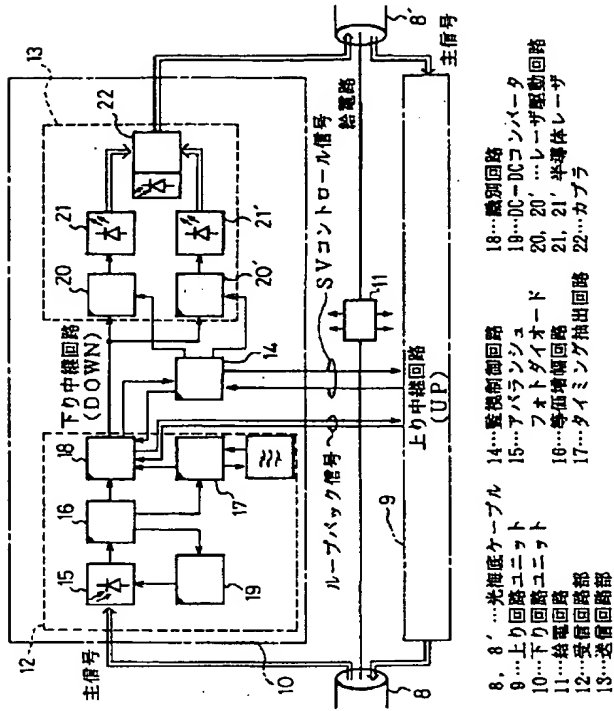 13
12
主信号
15
16
18
下り中継回路
(DOWN)
20
21
22
20′
21′
14
17
19
10
ループバック信号
SVコントロール信号
給電路
11
9
上り中継回路
(UP)
主信号
8
8′
8, 8′…光海底ケーブル
9…上り回路ユニット
10…下り回路ユニット
11…給電回路
12…受信回路部
13…送信回路部
14…監視制御回路
15…アバランシュ
フォトダイオード
16…等価増幅回路
17…タイミング抽出回路
18…識別回路
19…DC-DCコンバータ
20, 20′…レーザ駆動回路
21, 21′半導体レーザ
22…カプラ